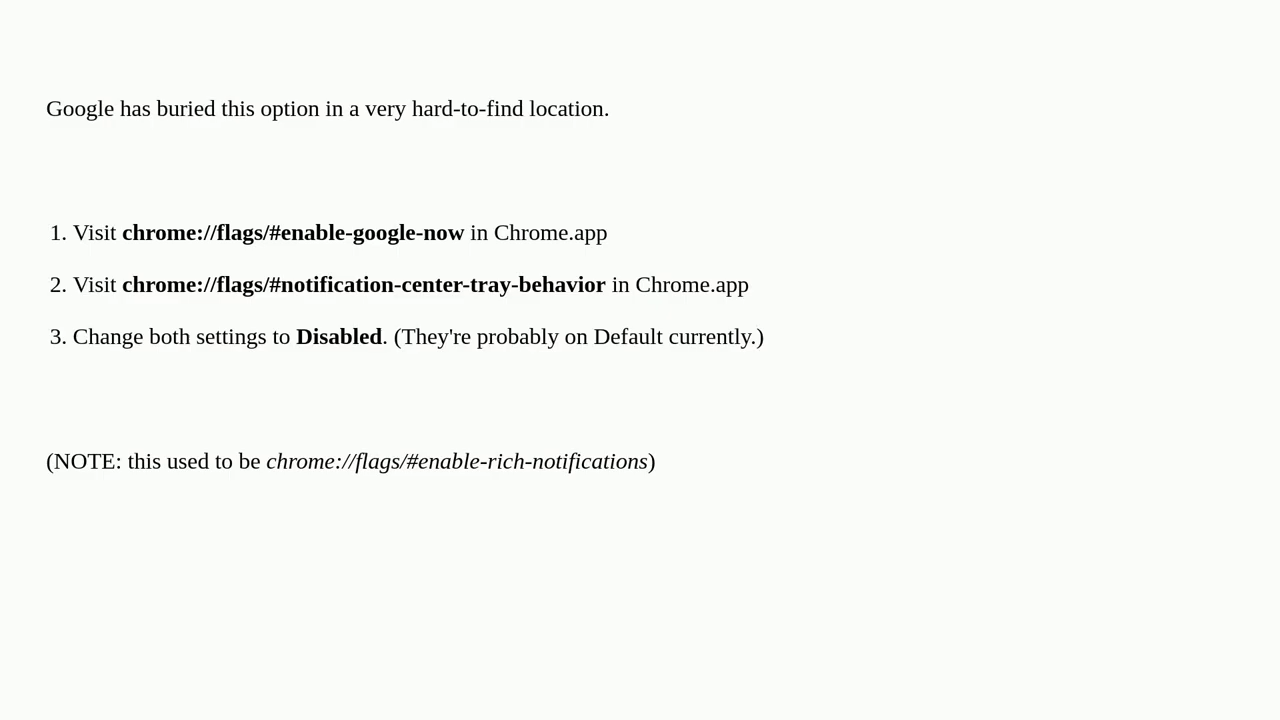 Google has buried this option in a very hard-to-find location.
1. Visit chrome://flags/#enable-google-now in Chrome.app
2. Visit chrome://flags/#notification-center-tray-behavior in Chrome.app
3. Change both settings to Disabled. (They're probably on Default currently.)
(NOTE: this used to be chrome://flags/#enable-rich-notifications)